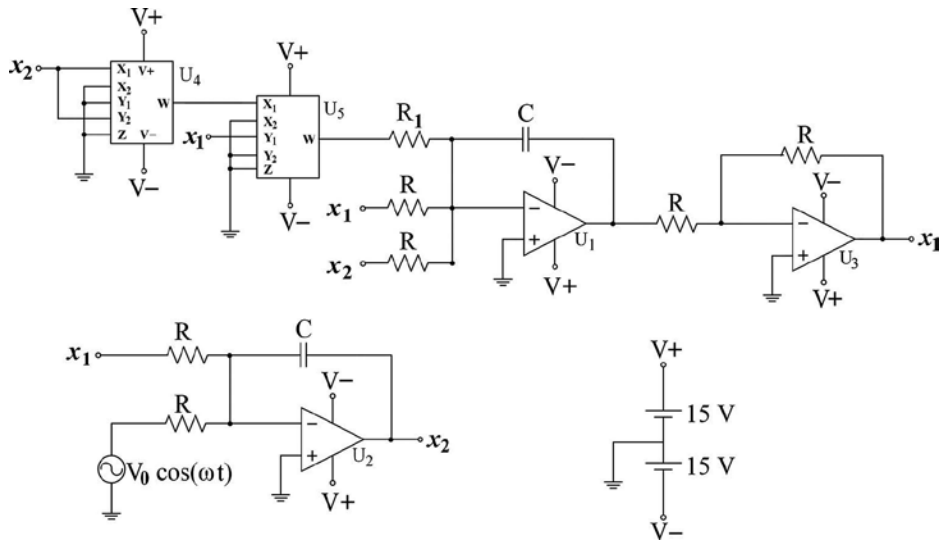 V+
x₂
X₁ V+
X₂
Y₁ W
Y₂
Z V−
U₄
V−
V+
X₁
X₂
Y₁ W
Y₂
Z
U₅
x₁
V−
R₁
C
x₁ R
x₂ R
V−
−
+
U₁
V+
R
R
V−
−
+
U₃
V+
x₁
x₁ R
C
R
V₀ cos(ωt)
V−
−
+
U₂
V+
x₂
V+
15 V
15 V
V−